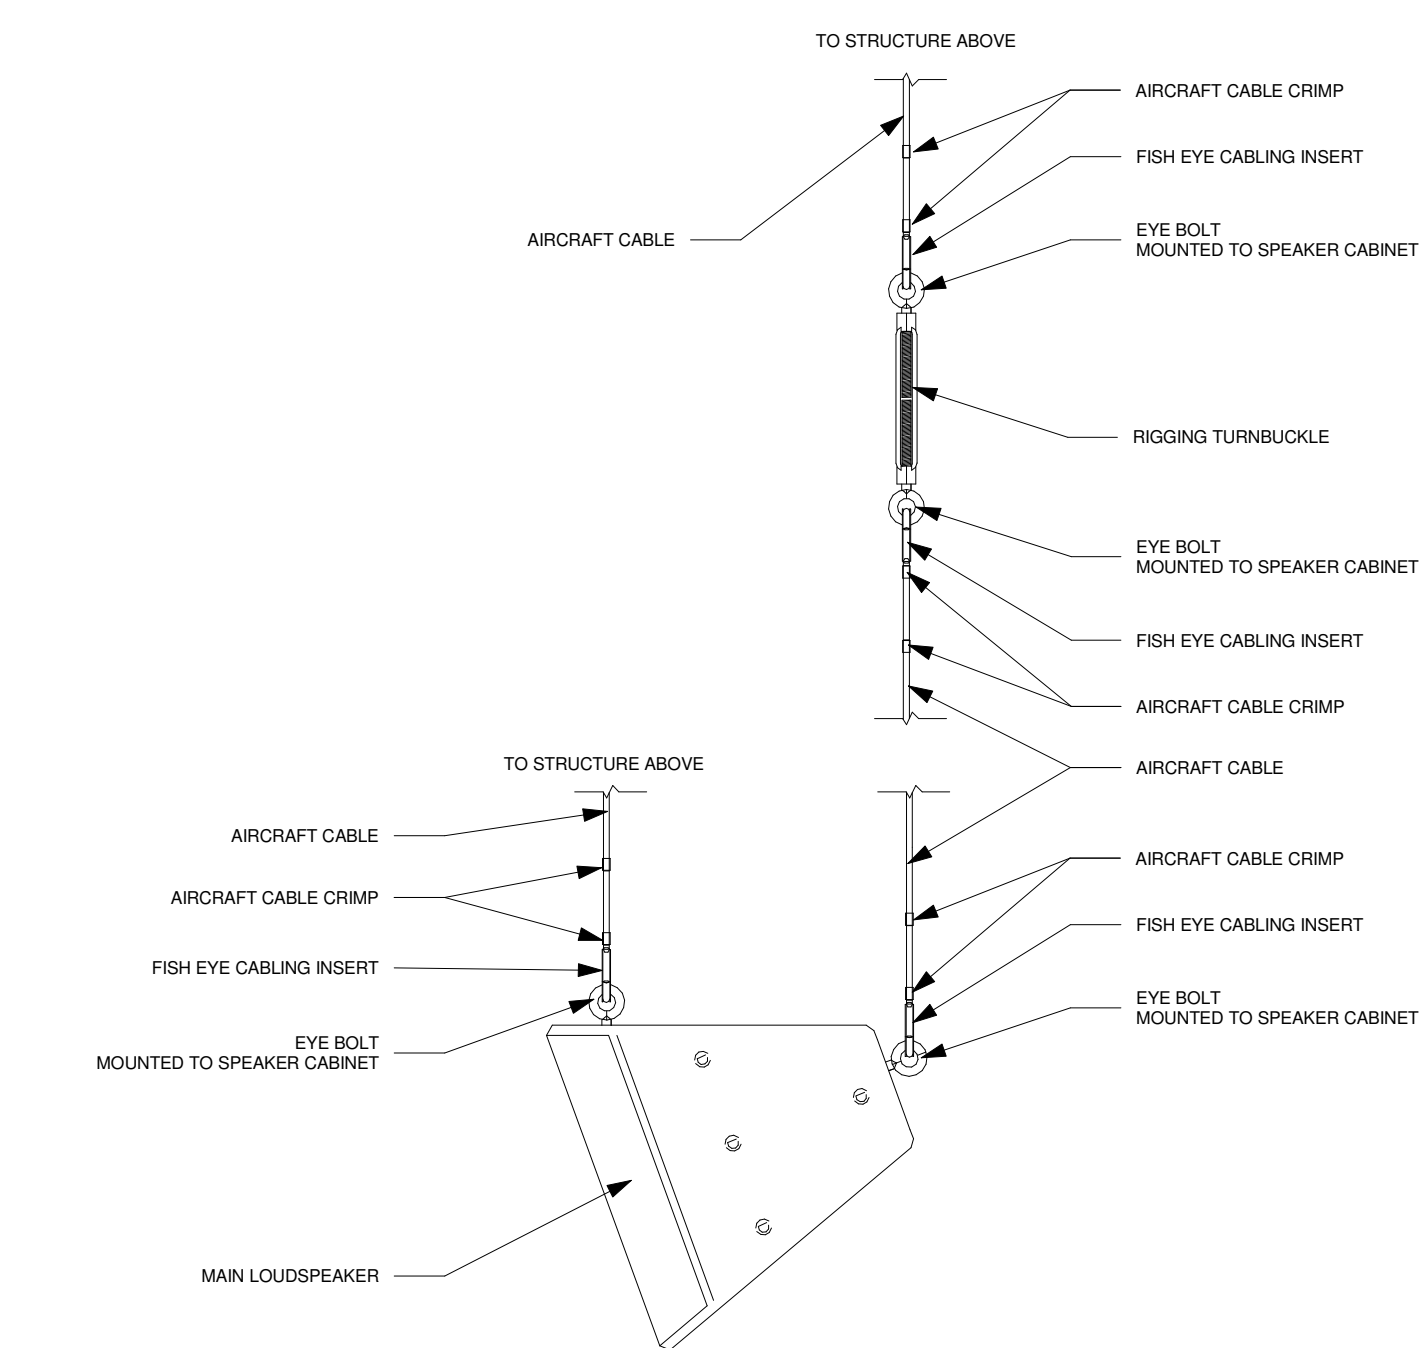 TO STRUCTURE ABOVE
AIRCRAFT CABLE CRIMP
FISH EYE CABLING INSERT
EYE BOLT
MOUNTED TO SPEAKER CABINET
AIRCRAFT CABLE
RIGGING TURNBUCKLE
EYE BOLT
MOUNTED TO SPEAKER CABINET
FISH EYE CABLING INSERT
AIRCRAFT CABLE CRIMP
TO STRUCTURE ABOVE
AIRCRAFT CABLE
AIRCRAFT CABLE
AIRCRAFT CABLE CRIMP
AIRCRAFT CABLE CRIMP
FISH EYE CABLING INSERT
FISH EYE CABLING INSERT
EYE BOLT
MOUNTED TO SPEAKER CABINET
EYE BOLT
MOUNTED TO SPEAKER CABINET
MAIN LOUDSPEAKER